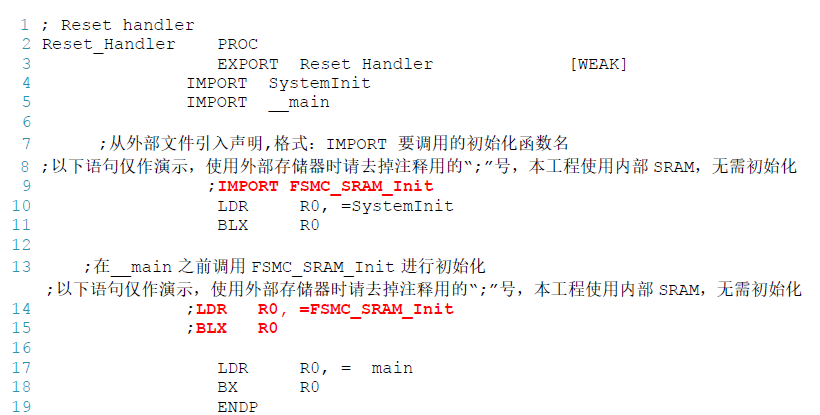 1 ; Reset handler
2 Reset_Handler    PROC
3                  EXPORT  Reset Handler             [WEAK]
4               IMPORT  SystemInit
5               IMPORT  __main
6
7      ;从外部文件引入声明,格式：IMPORT 要调用的初始化函数名
8 ;以下语句仅作演示，使用外部存储器时请去掉注释用的“;”号，本工程使用内部 SRAM，无需初始化
9                 ;IMPORT FSMC_SRAM_Init
10                 LDR     R0, =SystemInit
11                 BLX     R0
12
13    ;在__main 之前调用 FSMC_SRAM_Init 进行初始化
;以下语句仅作演示，使用外部存储器时请去掉注释用的“;”号，本工程使用内部 SRAM，无需初始化
14              ;LDR   R0, =FSMC_SRAM_Init
15              ;BLX   R0
16
17                 LDR     R0, =  main
18                 BX      R0
19                 ENDP